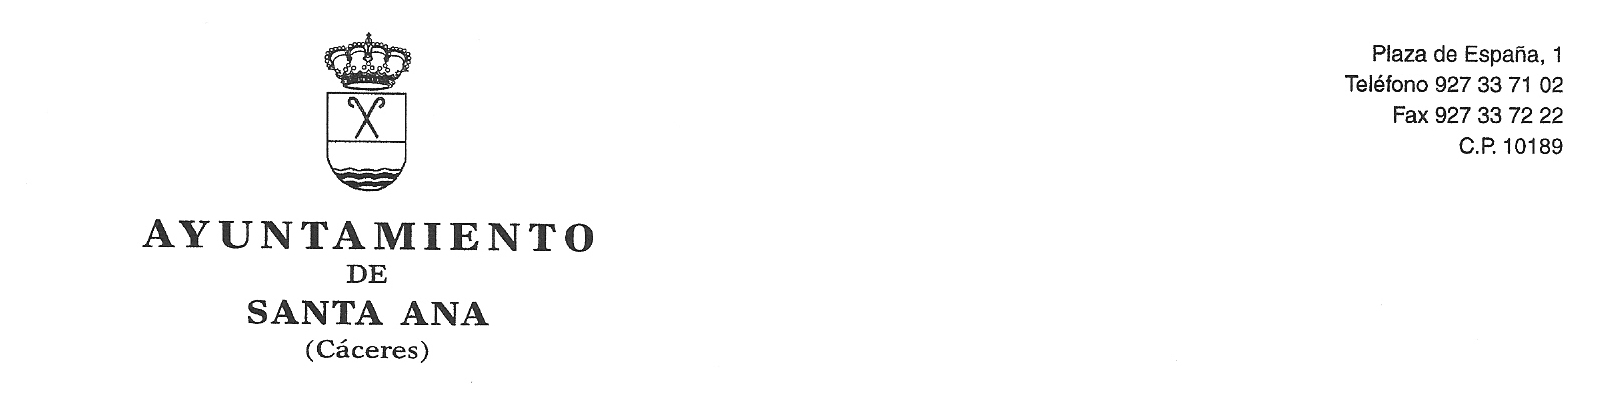 AYUNTAMIENTO
DE
SANTA ANA
(Cáceres)
Plaza de España, 1
Teléfono 927 33 71 02
Fax 927 33 72 22
C.P. 10189